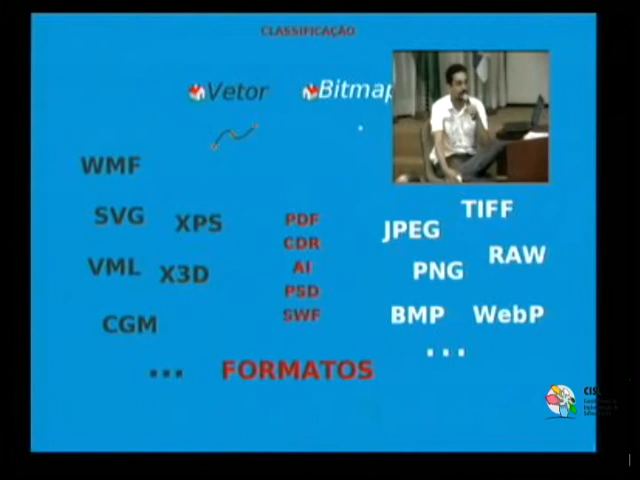 CLASSIFICAÇÃO
Vetor
Bitmap
WMF
SVG
XPS
VML
X3D
CGM
...
PDF
CDR
AI
PSD
SWF
TIFF
JPEG
RAW
PNG
BMP
WebP
...
FORMATOS